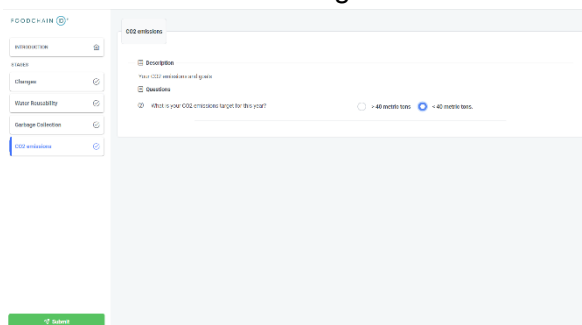 FOODCHAIN ID
CO2 emissions
INTRODUCTION
Description
STAGES
Your CO2 emissions and goals
Changes
Questions
Water Reusability
What is your CO2 emissions target for this year?
> 40 metric tons
< 40 metric tons.
Garbage Collection
CO2 emissions
Submit